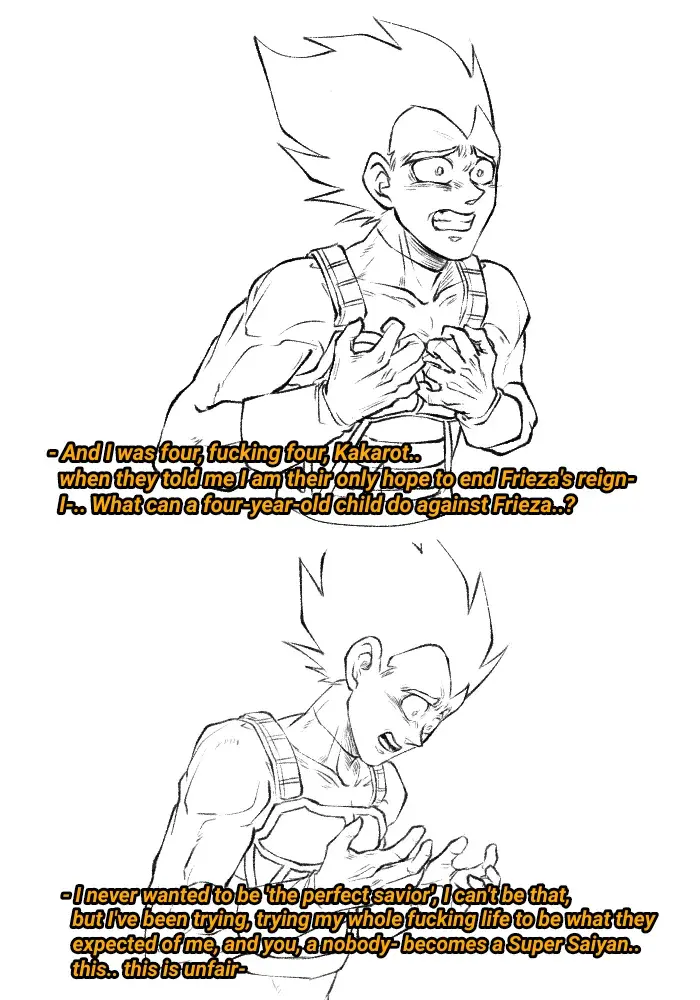 - And I was four, fucking four, Kakarot..
when they told me I am their only hope to end Frieza's reign-
I-.. What can a four-year-old child do against Frieza..?
- I never wanted to be 'the perfect savior', I can't be that,
but I've been trying, trying my whole fucking life to be what they
expected of me, and you, a nobody- becomes a Super Saiyan..
this.. this is unfair-